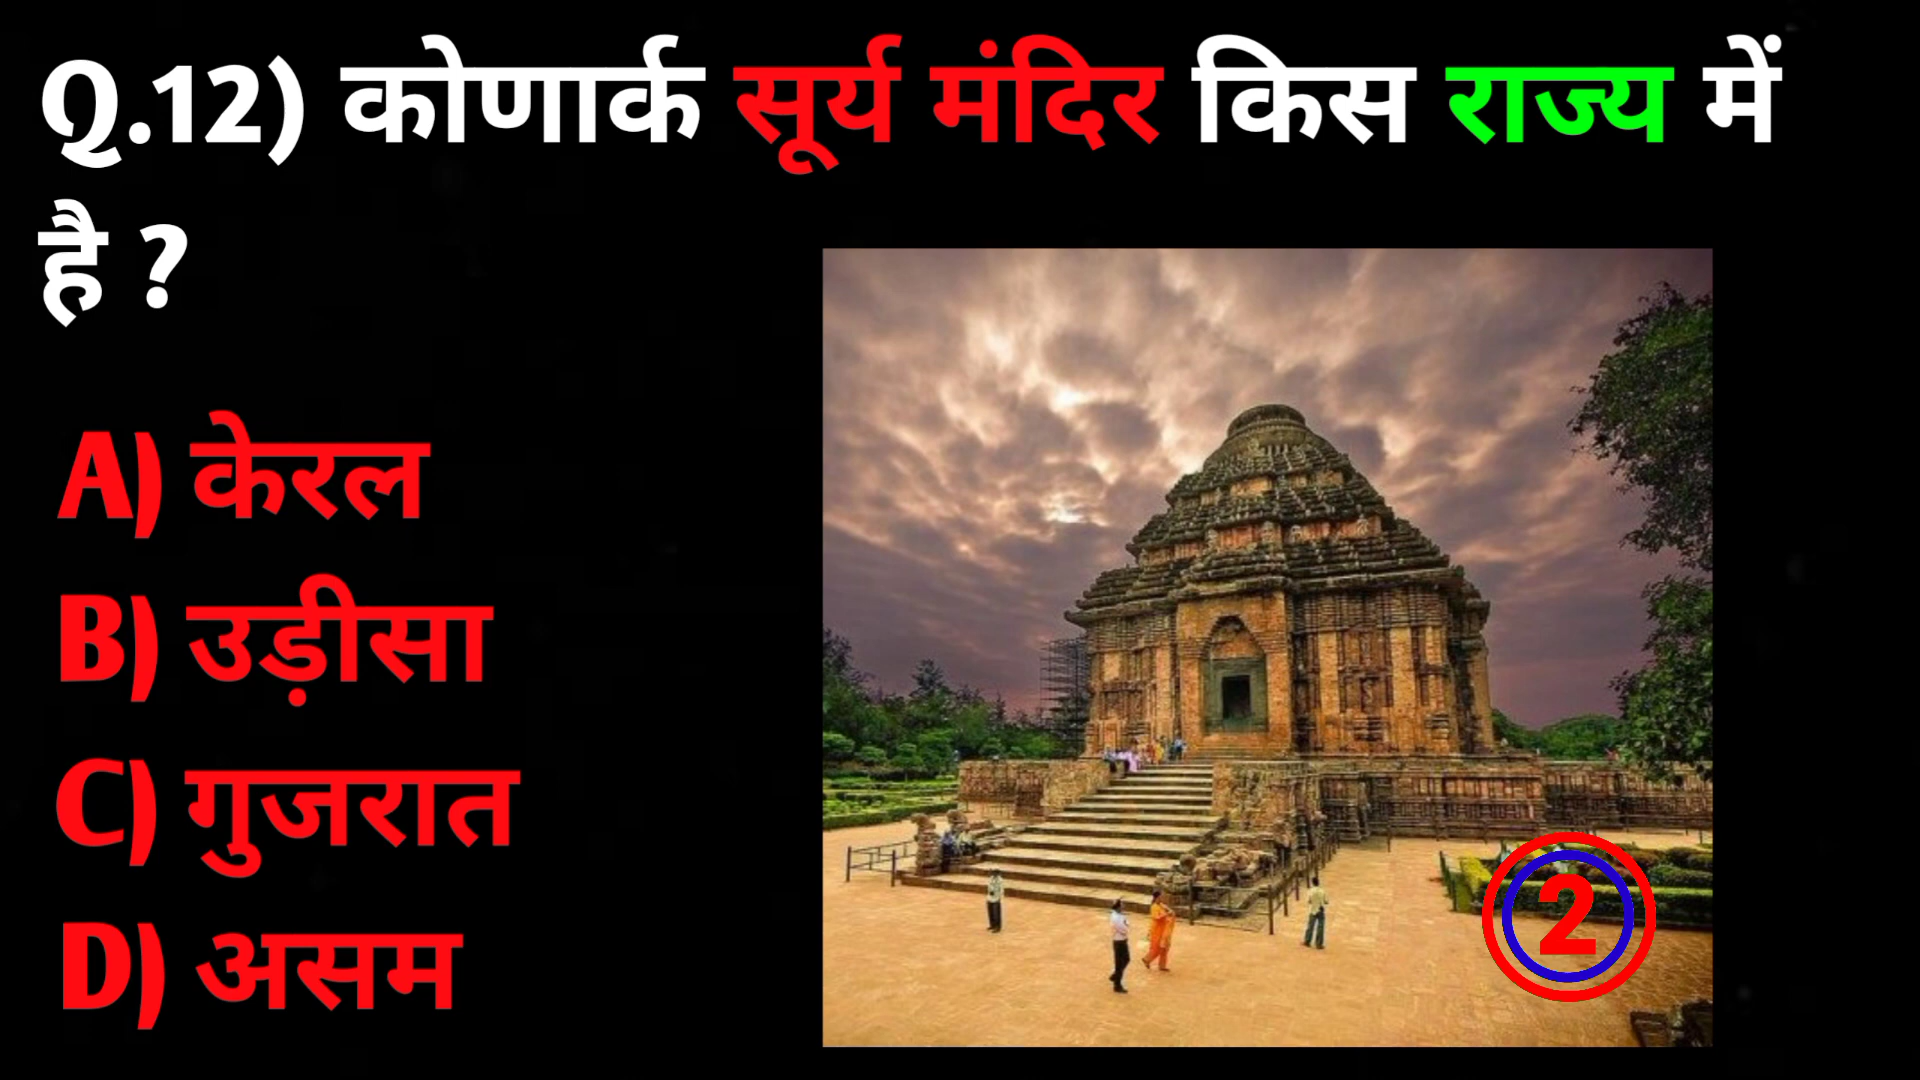 Q.12) कोणार्क सूर्य मंदिर किस राज्य में
है ?
A) केरल
B) उड़ीसा
C) गुजरात
D) असम
2